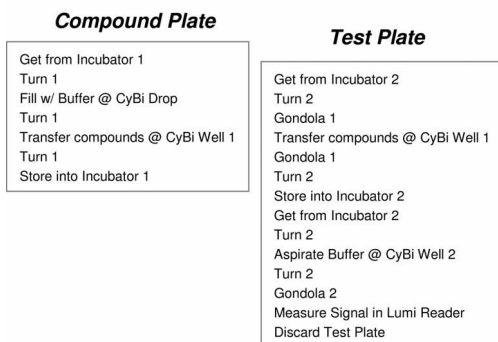 Compound Plate
Get from Incubator 1
Turn 1
Fill w/ Buffer @ CyBi Drop
Turn 1
Transfer compounds @ CyBi Well 1
Turn 1
Store into Incubator 1
Test Plate
Get from Incubator 2
Turn 2
Gondola 1
Transfer compounds @ CyBi Well 1
Gondola 1
Turn 2
Store into Incubator 2
Get from Incubator 2
Turn 2
Aspirate Buffer @ CyBi Well 2
Turn 2
Gondola 2
Measure Signal in Lumi Reader
Discard Test Plate